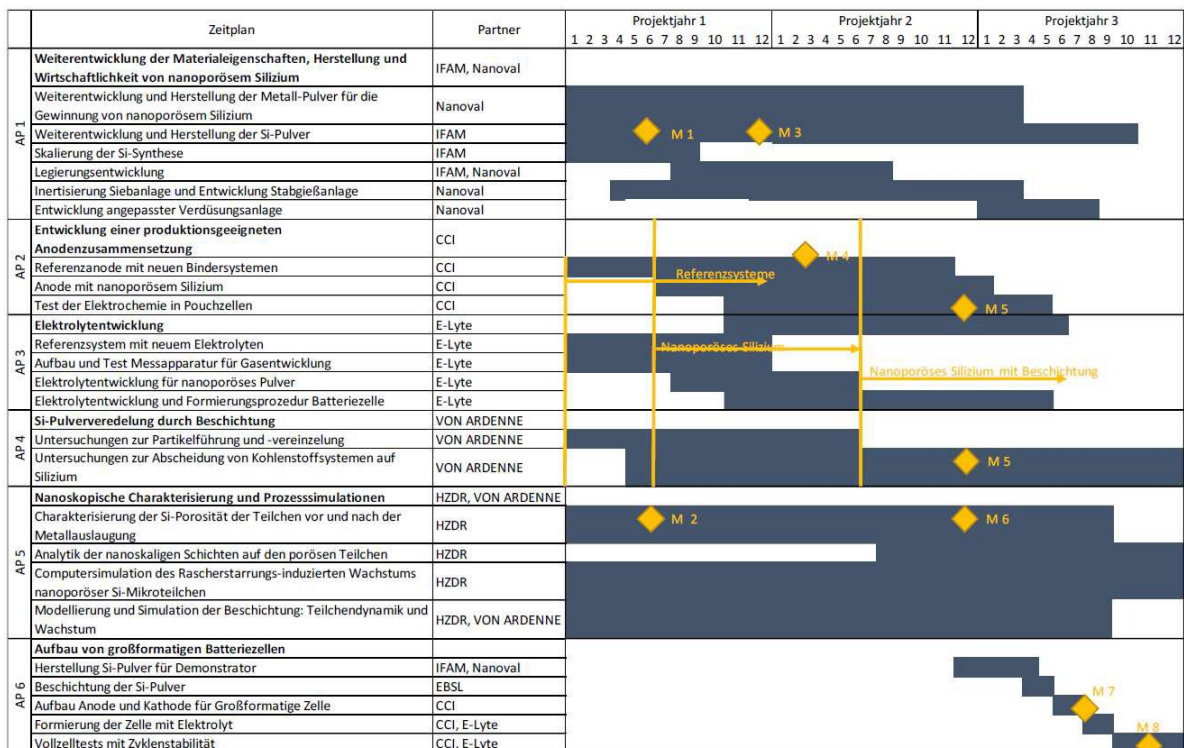 Zeitplan Partner Projektjahr 1 Projektjahr 2 Projektjahr 3
1 2 3 4 5 6 7 8 9 10 11 12 1 2 3 4 5 6 7 8 9 10 11 12 1 2 3 4 5 6 7 8 9 10 11 12
AP 1
Weiterentwicklung der Materialeigenschaften, Herstellung und
Wirtschaftlichkeit von nanoporösem Silizium
IFAM, Nanoval
Weiterentwicklung und Herstellung der Metall-Pulver für die
Gewinnung von nanoporösem Silizium
Nanoval
Weiterentwicklung und Herstellung der Si-Pulver IFAM M 1 M 3
Skalierung der Si-Synthese IFAM
Legierungsentwicklung IFAM, Nanoval
Inertisierung Siebanlage und Entwicklung Stabgießanlage Nanoval
Entwicklung angepasster Verdüsungsanlage Nanoval
AP 2
Entwicklung einer produktionsgeeigneten
Anodenzusammensetzung
CCI
M 4
Referenzanode mit neuen Bindersystemen CCI
Referenzsysteme
Anode mit nanoporösem Silizium CCI
Test der Elektrochemie in Pouchzellen CCI M 5
AP 3
Elektrolytentwicklung E-Lyte
Referenzsystem mit neuem Elektrolyten E-Lyte
Nanoporöses Silizium
Aufbau und Test Messapparatur für Gasentwicklung E-Lyte
Nanoporöses Silizium mit Beschichtung
Elektrolytentwicklung für nanoporöses Pulver E-Lyte
Elektrolytentwicklung und Formierungsprozedur Batteriezelle E-Lyte
AP 4
Si-Pulververedelung durch Beschichtung VON ARDENNE
Untersuchungen zur Partikelführung und -vereinzelung VON ARDENNE
Untersuchungen zur Abscheidung von Kohlenstoffsystemen auf
Silizium
VON ARDENNE M 5
AP 5
Nanoskopische Charakterisierung und Prozesssimulationen HZDR, VON ARDENNE
Charakterisierung der Si-Porosität der Teilchen vor und nach der
Metallauslaugung
HZDR M 2 M 6
Analytik der nanoskaligen Schichten auf den porösen Teilchen HZDR
Computersimulation des Rascherstarrungs-induzierten Wachstums
nanoporöser Si-Mikroteilchen
HZDR
Modellierung und Simulation der Beschichtung: Teilchendynamik und
Wachstum
HZDR, VON ARDENNE
AP 6
Aufbau von großformatigen Batteriezellen
Herstellung Si-Pulver für Demonstrator IFAM, Nanoval
Beschichtung der Si-Pulver EBSL M 7
Aufbau Anode und Kathode für Großformatige Zelle CCI
Formierung der Zelle mit Elektrolyt CCI, E-Lyte M 8
Vollzelltests mit Zyklenstabilität CCI, E-Lyte